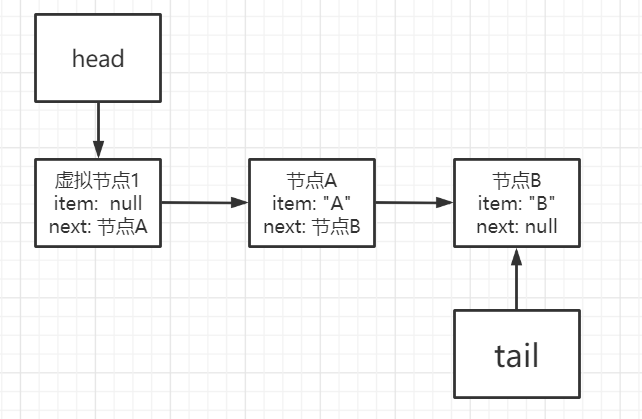 head
虚拟节点1
item:  null
next: 节点A
节点A
item: "A"
next: 节点B
节点B
item: "B"
next: null
tail